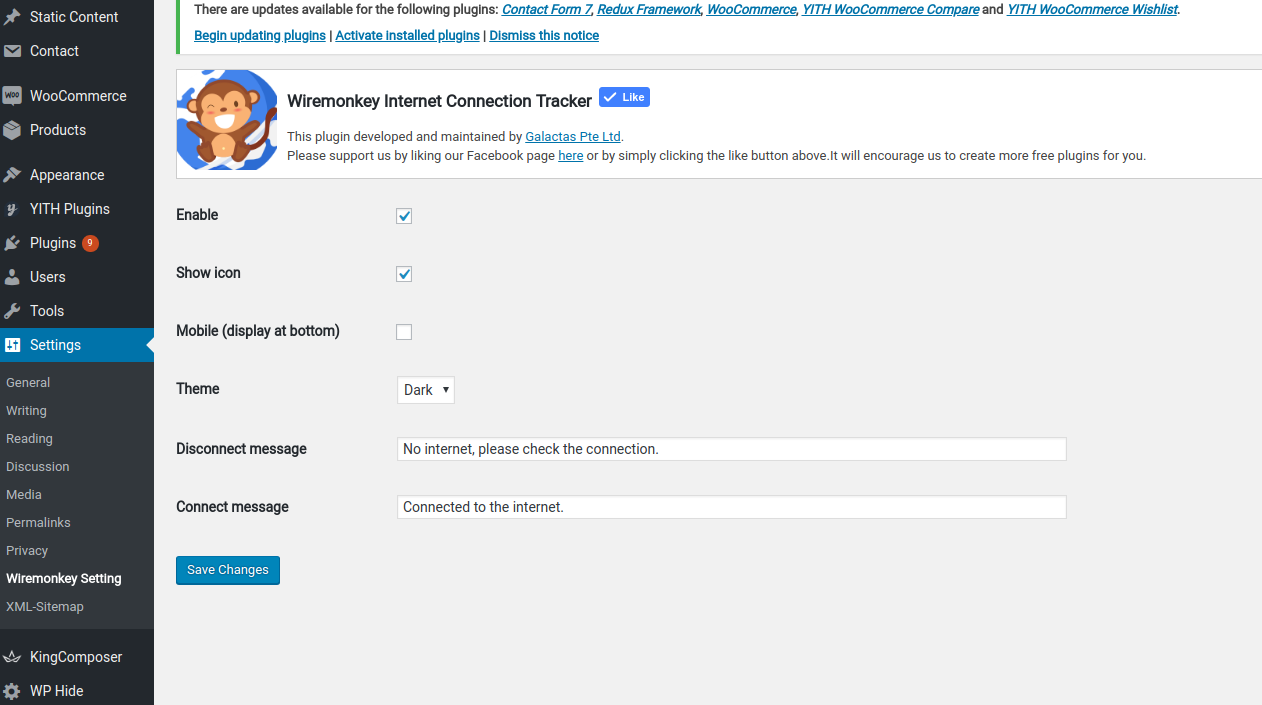 Static Content
Contact
WooCommerce
Products
Appearance
YITH Plugins
Plugins 9
Users
Tools
Settings
General
Writing
Reading
Discussion
Media
Permalinks
Privacy
Wiremonkey Setting
XML-Sitemap
KingComposer
WP Hide
There are updates available for the following plugins: Contact Form 7, Redux Framework, WooCommerce, YITH WooCommerce Compare and YITH WooCommerce Wishlist.
Begin updating plugins | Activate installed plugins | Dismiss this notice
Wiremonkey Internet Connection Tracker Like
This plugin developed and maintained by Galactas Pte Ltd.
Please support us by liking our Facebook page here or by simply clicking the like button above.It will encourage us to create more free plugins for you.
Enable
Show icon
Mobile (display at bottom)
Theme Dark
Disconnect message No internet, please check the connection.
Connect message Connected to the internet.
Save Changes